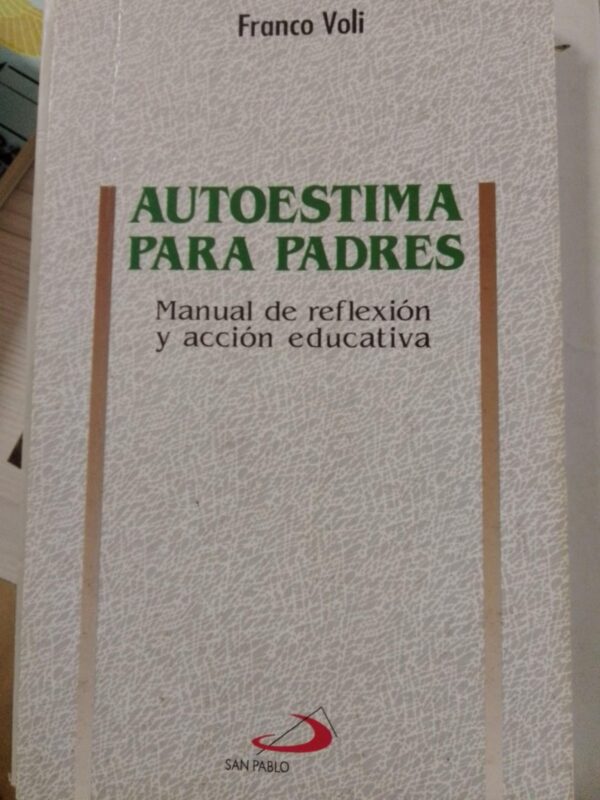 Franco Voli
AUTOESTIMA
PARA PADRES
Manual de reflexión
y acción educativa
SAN PABLO